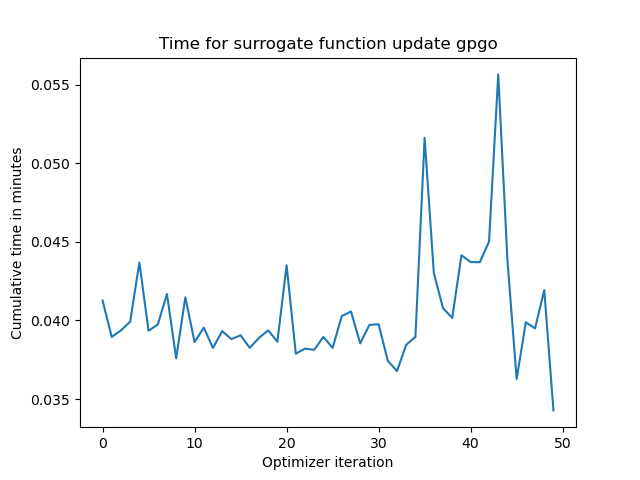 Time for surrogate function update gpgo
0.055
0.050
0.045
0.040
0.035
Cumulative time in minutes
0 10 20 30 40 50
Optimizer iteration